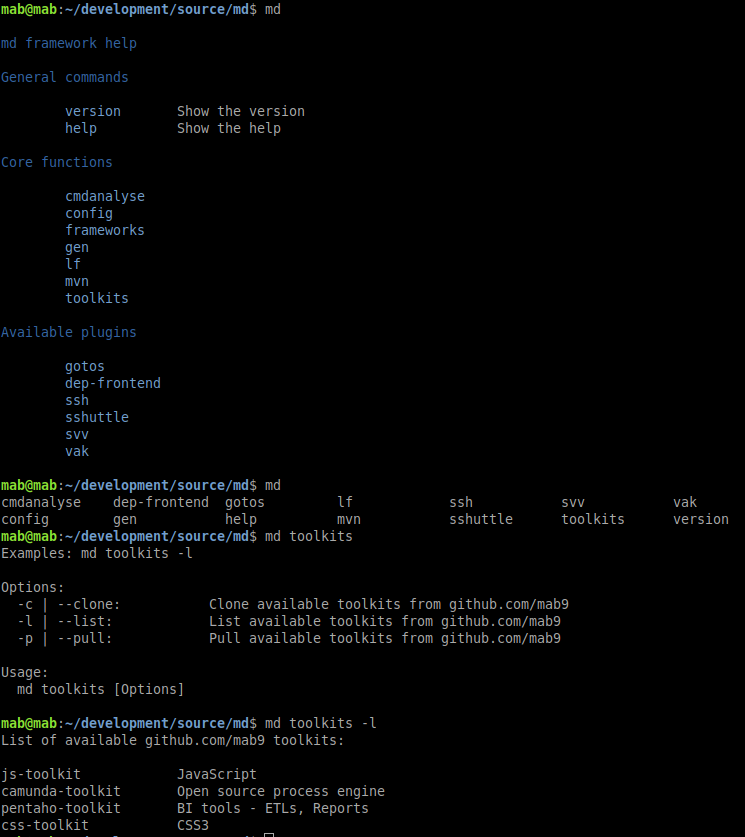 mab@mab:~/development/source/md$ md
md framework help
General commands
version Show the version
help Show the help
Core functions
cmdanalyse
config
frameworks
gen
lf
mvn
toolkits
Available plugins
gotos
dep-frontend
ssh
sshuttle
svv
vak
mab@mab:~/development/source/md$ md
cmdanalyse dep-frontend gotos lf ssh svv vak
config gen help mvn sshuttle toolkits version
mab@mab:~/development/source/md$ md toolkits
Examples: md toolkits -l
Options:
-c | --clone: Clone available toolkits from github.com/mab9
-l | --list: List available toolkits from github.com/mab9
-p | --pull: Pull available toolkits from github.com/mab9
Usage:
md toolkits [Options]
mab@mab:~/development/source/md$ md toolkits -l
List of available github.com/mab9 toolkits:
js-toolkit JavaScript
camunda-toolkit Open source process engine
pentaho-toolkit BI tools - ETLs, Reports
css-toolkit CSS3